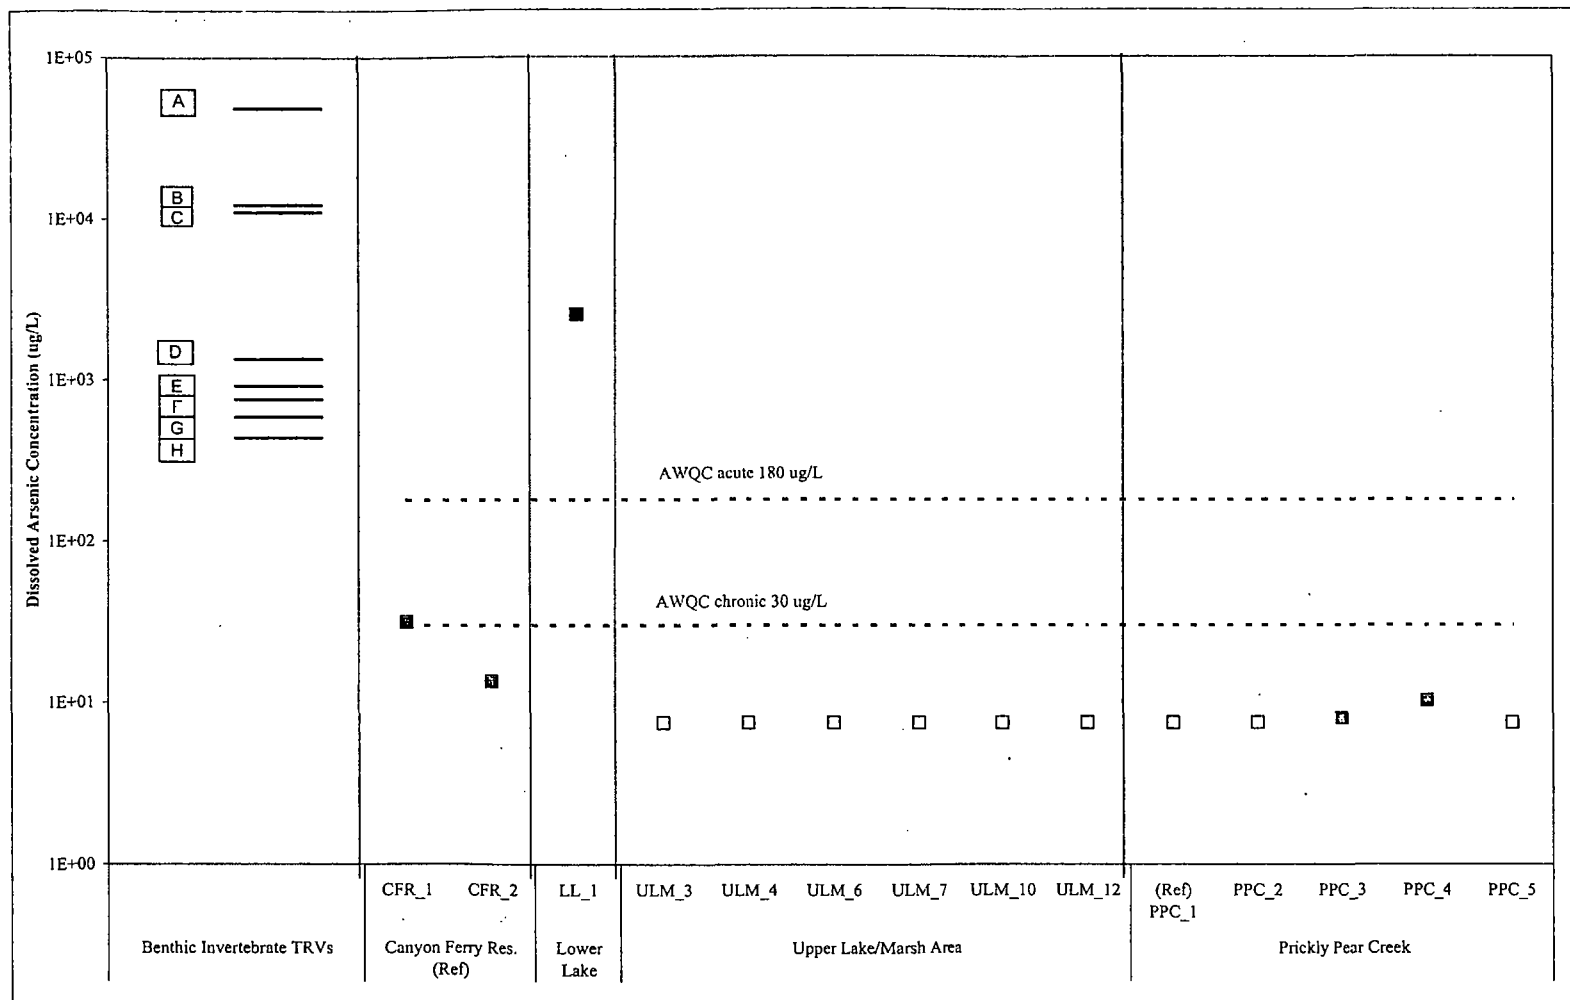 Dissolved Arsenic Concentration (ug/L)
1E+05
1E+04
1E+03
1E+02
1E+01
1E+00
A
B
C
D
E
F
G
H
AWQC acute 180 ug/L
AWQC chronic 30 ug/L
CFR_1 CFR_2 LL_1 ULM_3 ULM_4 ULM_6 ULM_7 ULM_10 ULM_12 (Ref) PPC_2 PPC_3 PPC_4 PPC_5
PPC_1
Benthic Invertebrate TRVs Canyon Ferry Res. Lower Upper Lake/Marsh Area Prickly Pear Creek
(Ref) Lake